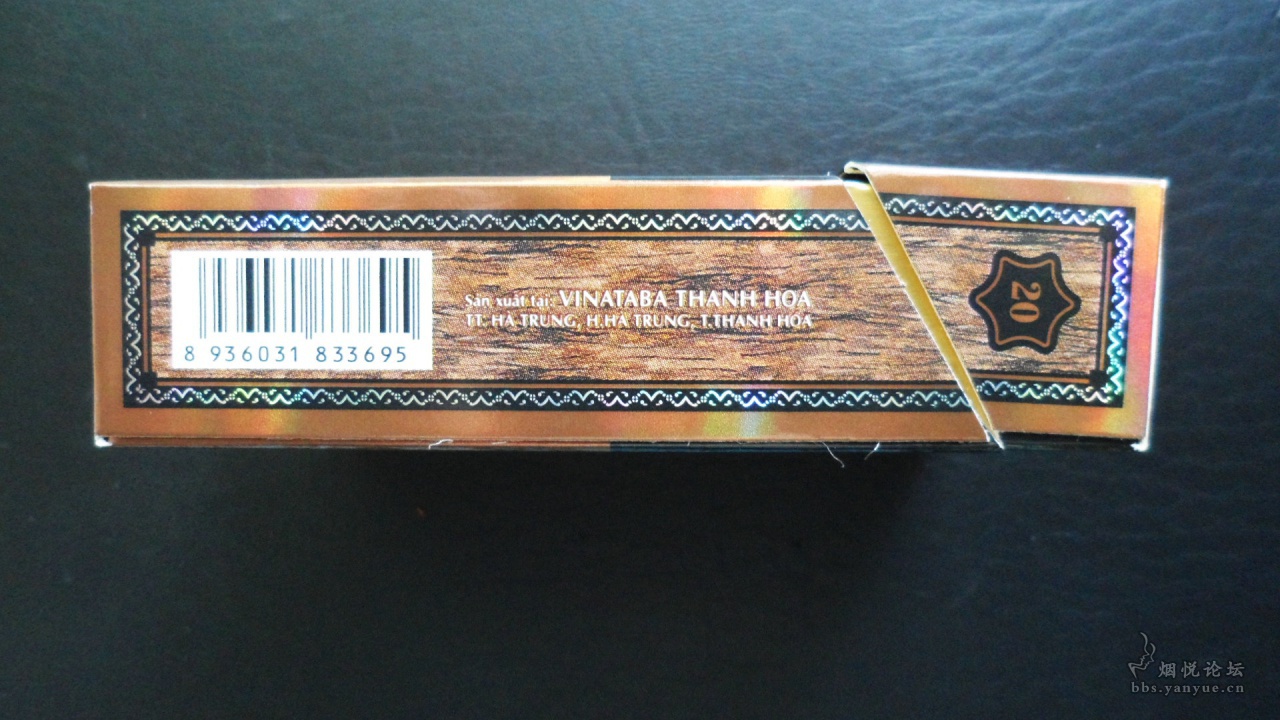 Sản xuất tại: VINATABA THANH HOA
TT. HÀ TRUNG, H.HÀ TRUNG, T.THANH HÓA
8 936031 833695
20
烟悦论坛
bbs.yanyue.cn